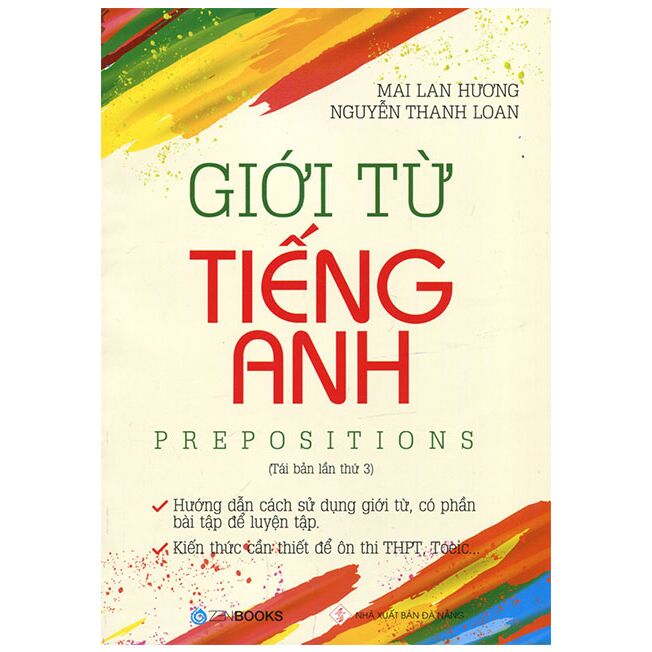 MAI LAN HƯƠNG
NGUYỄN THANH LOAN
GIỚI TỪ
TIẾNG
ANH
PREPOSITIONS
(Tái bản lần thứ 3)
Hướng dẫn cách sử dụng giới từ, có phần
bài tập để luyện tập.
Kiến thức cần thiết để ôn thi THPT, Toeic...
ZENBOOKS
NHÀ XUẤT BẢN ĐÀ NẴNG